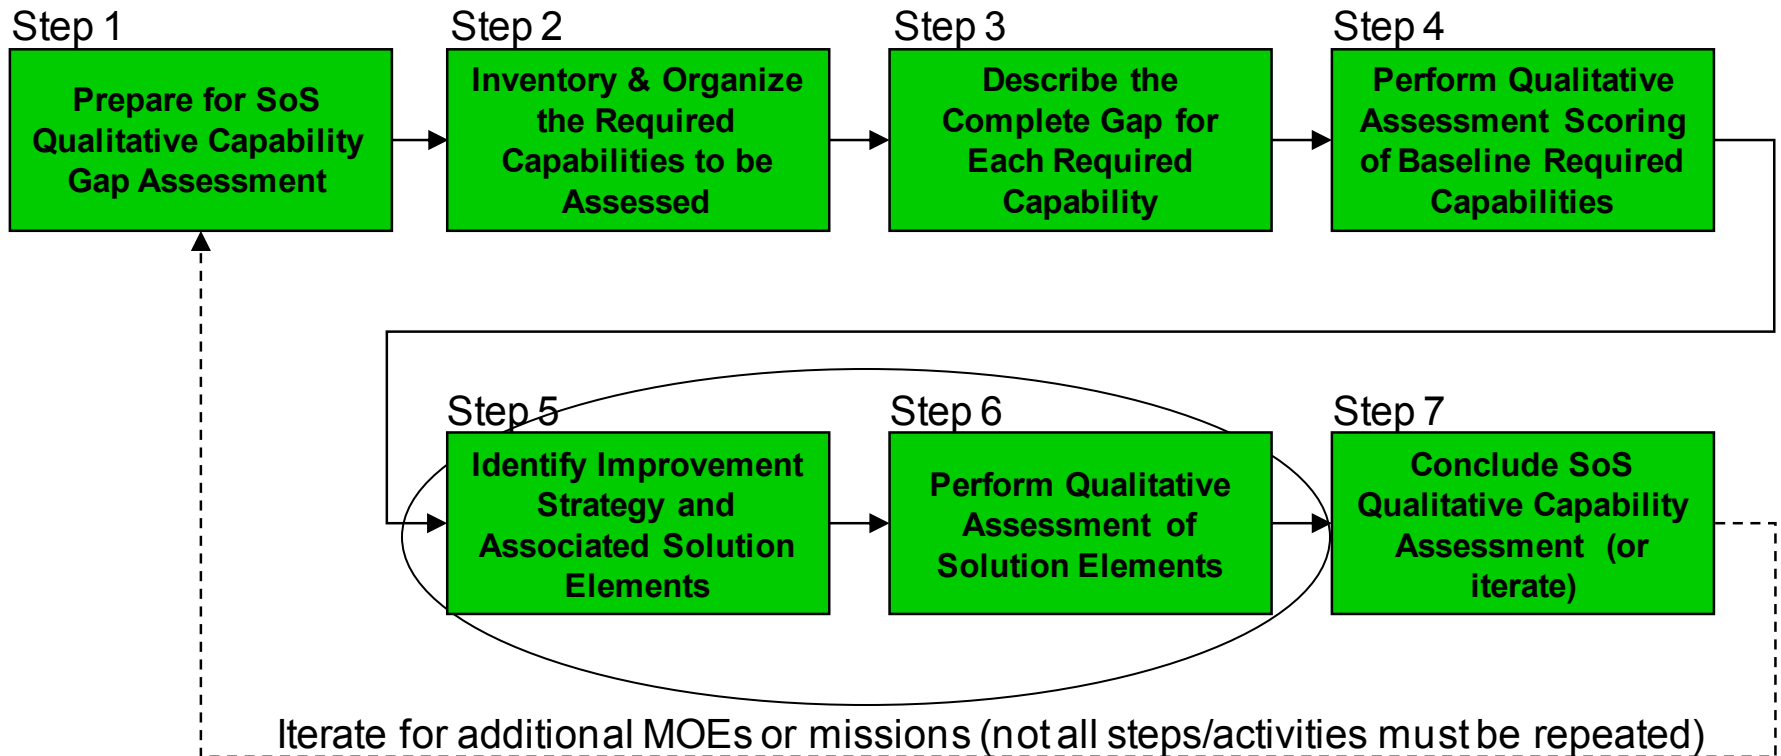 Step 1
Prepare for SoS
Qualitative Capability
Gap Assessment
Step 2
Inventory & Organize
the Required
Capabilities to be
Assessed
Step 3
Describe the
Complete Gap for
Each Required
Capability
Step 4
Perform Qualitative
Assessment Scoring
of Baseline Required
Capabilities
Step 5
Identify Improvement
Strategy and
Associated Solution
Elements
Step 6
Perform Qualitative
Assessment of
Solution Elements
Step 7
Conclude SoS
Qualitative Capability
Assessment (or
iterate)
Iterate for additional MOEs or missions (not all steps/activities must be repeated)